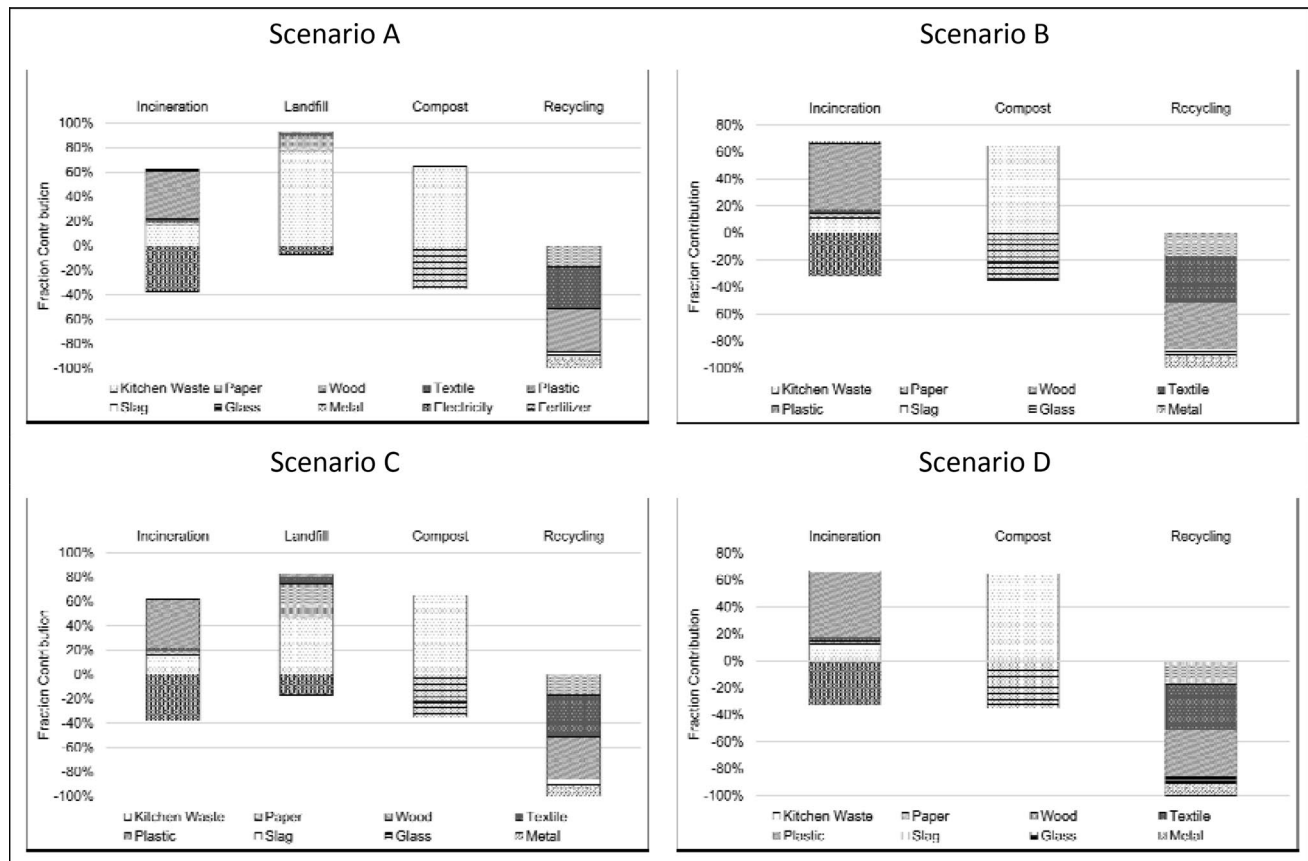 Scenario A
Incineration Landfill Compost Recycling
100%
80%
60%
40%
20%
0%
-20%
-40%
-60%
-80%
-100%
Fraction Contribution
Kitchen Waste Paper Wood Textile Plastic
Slag Glass Metal Electricity Fertilizer
Scenario B
Incineration Compost Recycling
80%
60%
40%
20%
0%
-20%
-40%
-60%
-80%
-100%
Fraction Contribution
Kitchen Waste Paper Wood Textile
Plastic Slag Glass Metal
Scenario C
Incineration Landfill Compost Recycling
100%
80%
60%
40%
20%
0%
-20%
-40%
-60%
-80%
-100%
Fraction Contribution
Kitchen Waste Paper Wood Textile
Plastic Slag Glass Metal
Scenario D
Incineration Compost Recycling
80%
60%
40%
20%
0%
-20%
-40%
-60%
-80%
-100%
Fraction Contribution
Kitchen Waste Paper Wood Textile
Plastic Slag Glass Metal